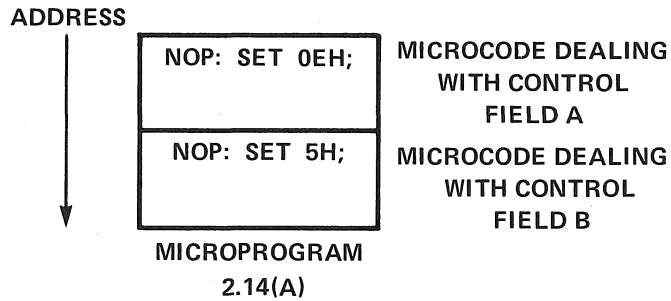 ADDRESS
NOP: SET 0EH;
MICROCODE DEALING
WITH CONTROL
FIELD A
NOP: SET 5H;
MICROCODE DEALING
WITH CONTROL
FIELD B
MICROPROGRAM
2.14(A)